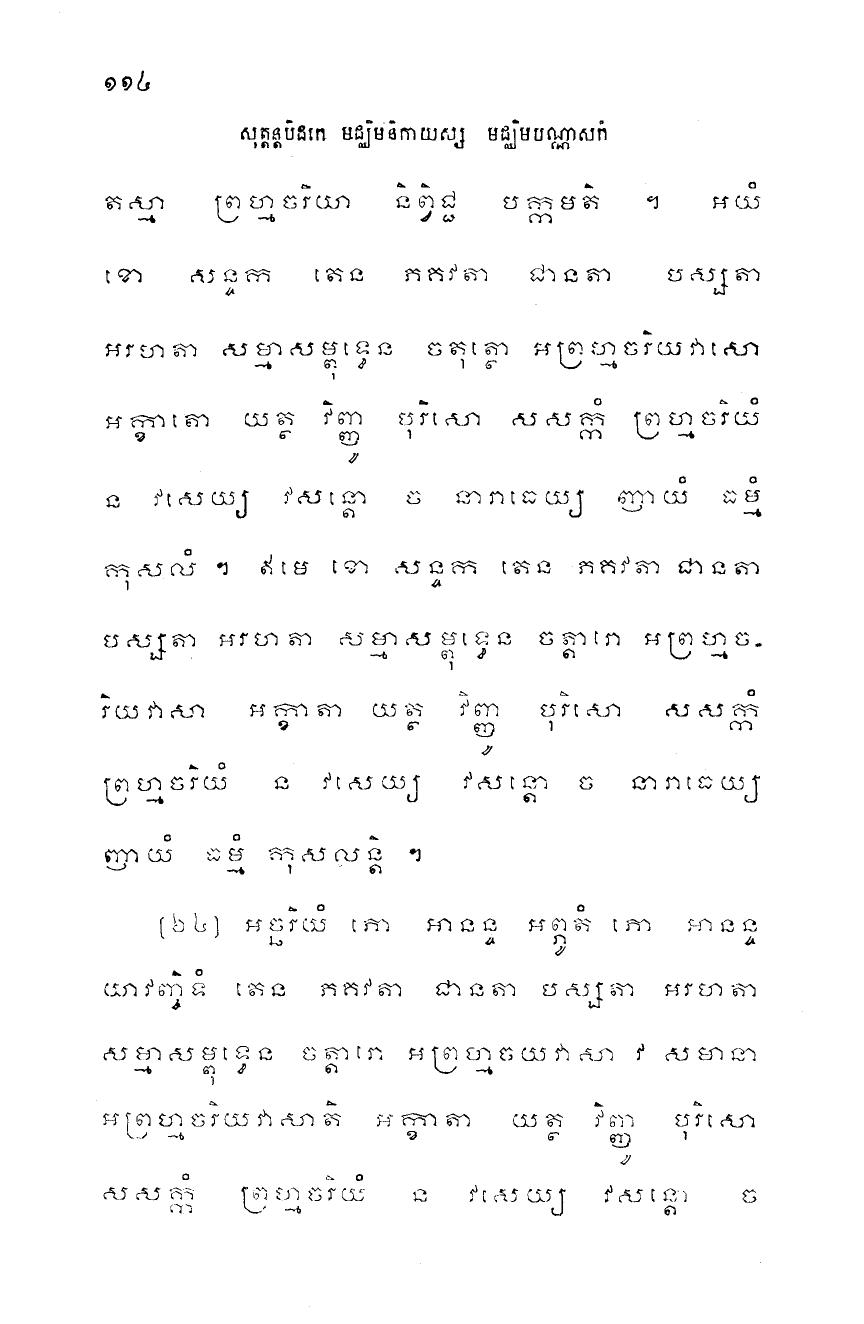 ១១៤
សុត្តន្តបិដកេ មជ្ឈិមនិកាយស្ស មជ្ឈិមបណ្ណាសកំ
តស្មា ព្រហ្មចរិយា និព្វិជ្ជ បក្កមតិ ។ អយំ
ខោ សន្ទក តេន ភគវតា ជានតា បស្សតា
អរហតា សម្មាសម្ពុទ្ធេន ចតុត្ថោ អព្រហ្មចរិយវាសោ
អក្ខាតោ យត្ថ វិញ្ញូ បុរិសោ សសក្កំ ព្រហ្មចរិយំ
ន វសេយ្យ វសន្តោ ច នារាធេយ្យ ញាយំ ធម្មំ
កុសលំ ។ ឥមេ ខោ សន្ទក តេន ភគវតា ជានតា
បស្សតា អរហតា សម្មាសម្ពុទ្ធេន ចត្តារោ អព្រហ្មច-
រិយវាសា អក្ខាតា យត្ថ វិញ្ញូ បុរិសោ សសក្កំ
ព្រហ្មចរិយំ ន វសេយ្យ វសន្តោ ច នារាធេយ្យ
ញាយំ ធម្មំ កុសលន្តិ ។
[៦៤] អច្ឆរិយំ ភោ អានន្ទ អព្ភូតំ ភោ អានន្ទ
យាវញ្ចិទំ តេន ភគវតា ជានតា បស្សតា អរហតា
សម្មាសម្ពុទ្ធេន ចត្តារោ អព្រហ្មចយវាសា វ សមានា
អព្រហ្មចរិយវាសាតិ អក្ខាតា យត្ថ វិញ្ញូ បុរិសោ
សសក្កំ ព្រហ្មចរិយំ ន វសេយ្យ វសន្តោ ច